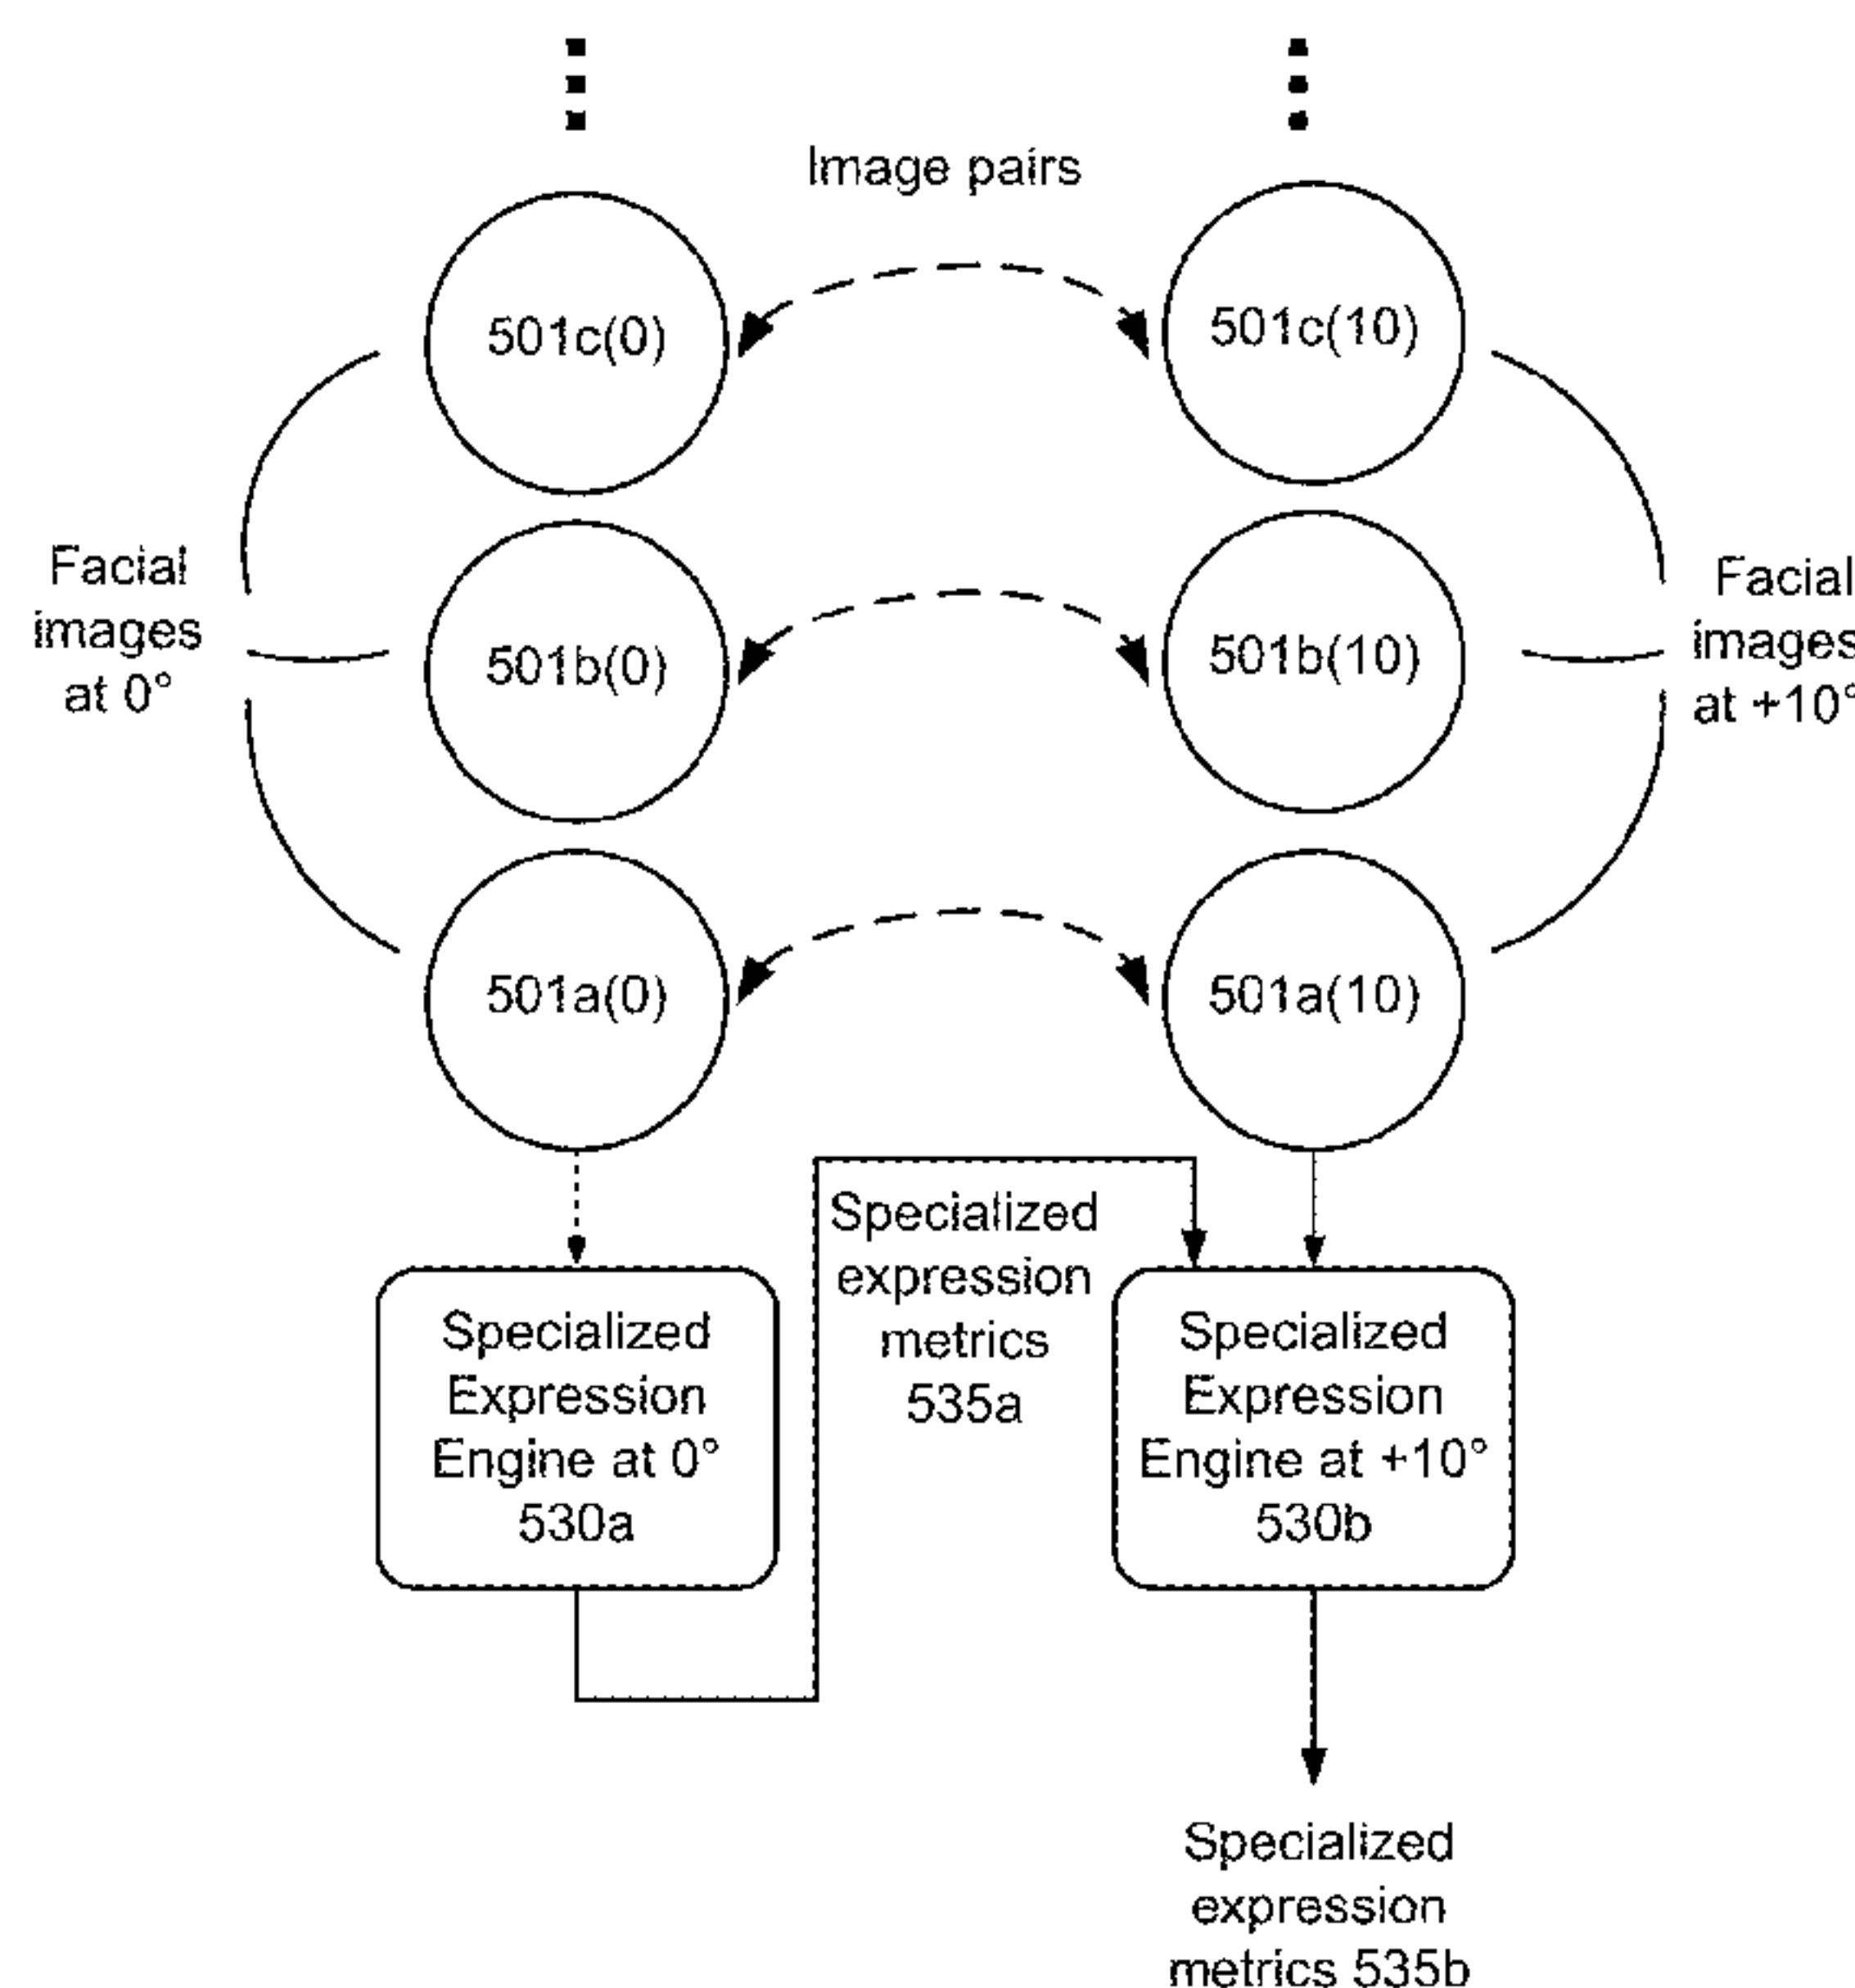 Image pairs
501c(0)
501c(10)
Facial
images
at 0°
501b(0)
501b(10)
Facial
images
at +10°
501a(0)
501a(10)
Specialized
expression
metrics
535a
Specialized
Expression
Engine at 0°
530a
Specialized
Expression
Engine at +10°
530b
Specialized
expression
metrics 535b